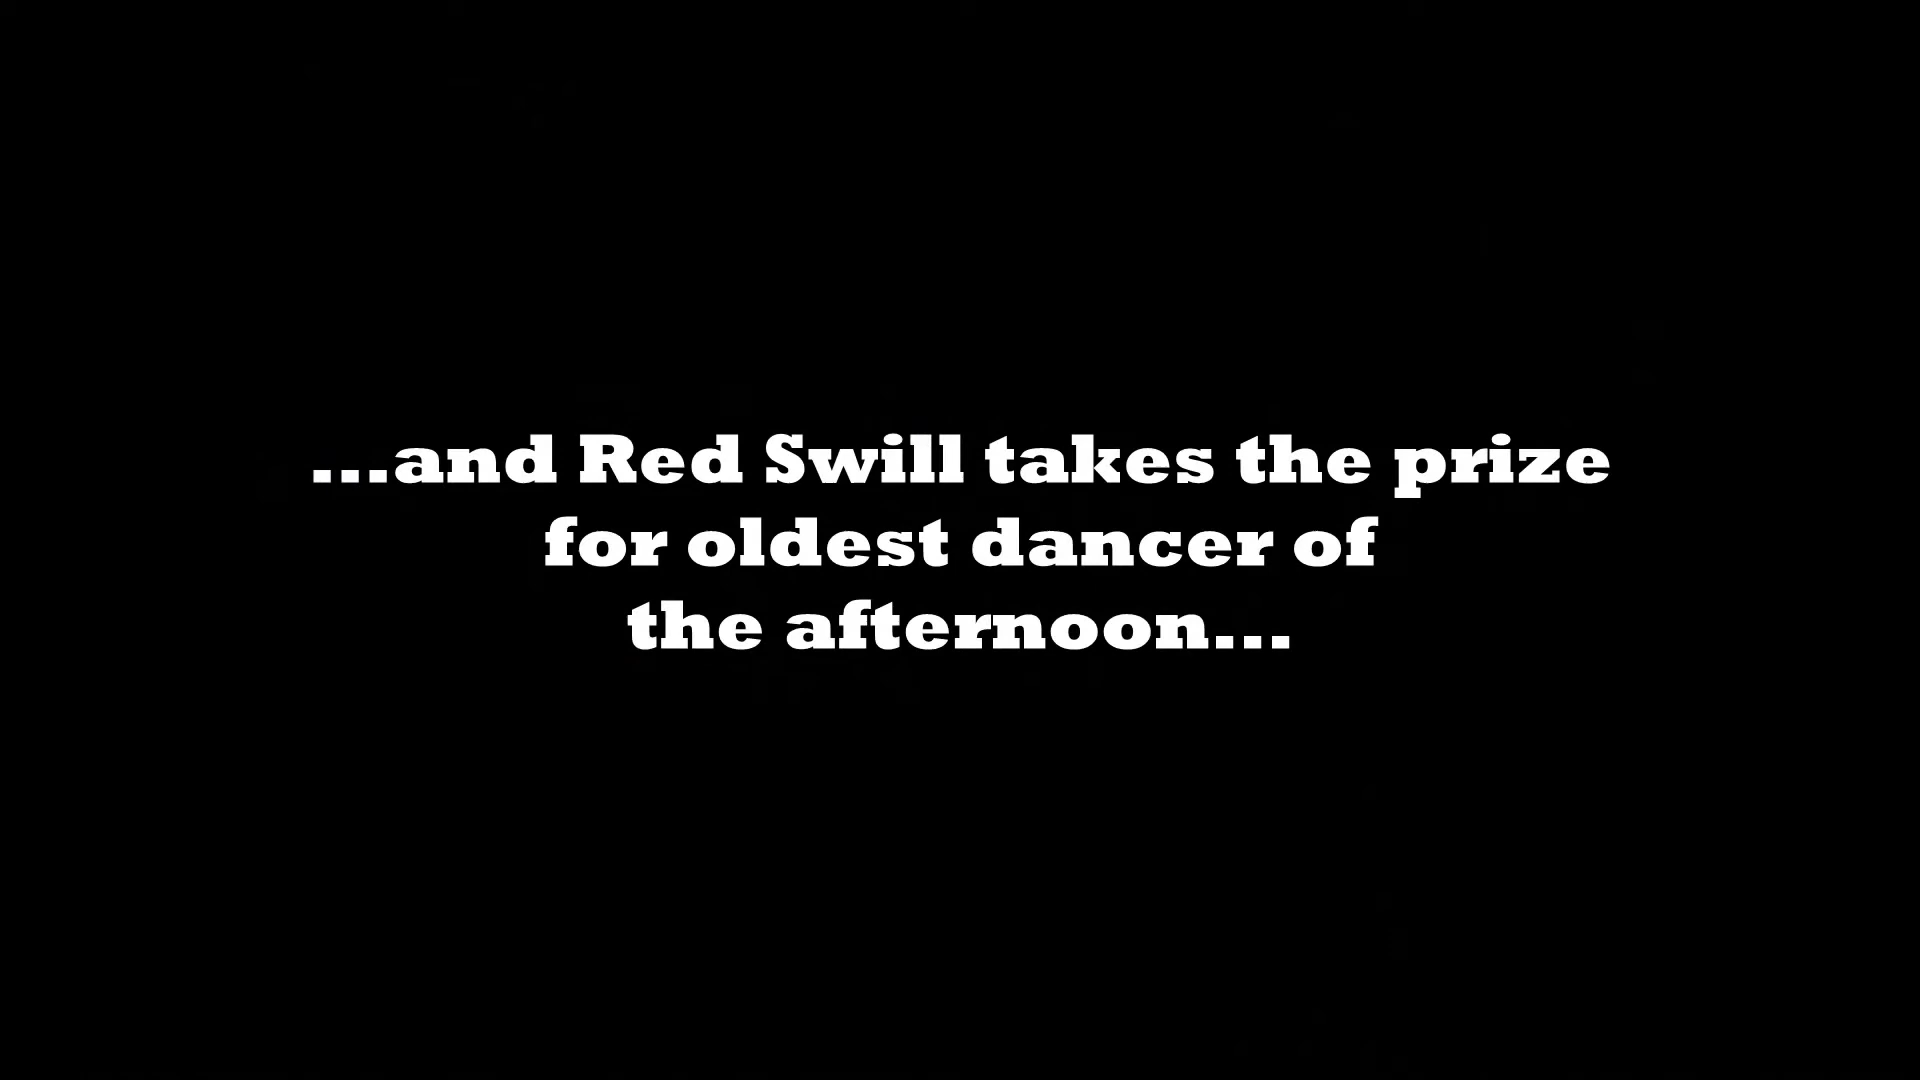 ...and Red Swill takes the prize
for oldest dancer of
the afternoon...